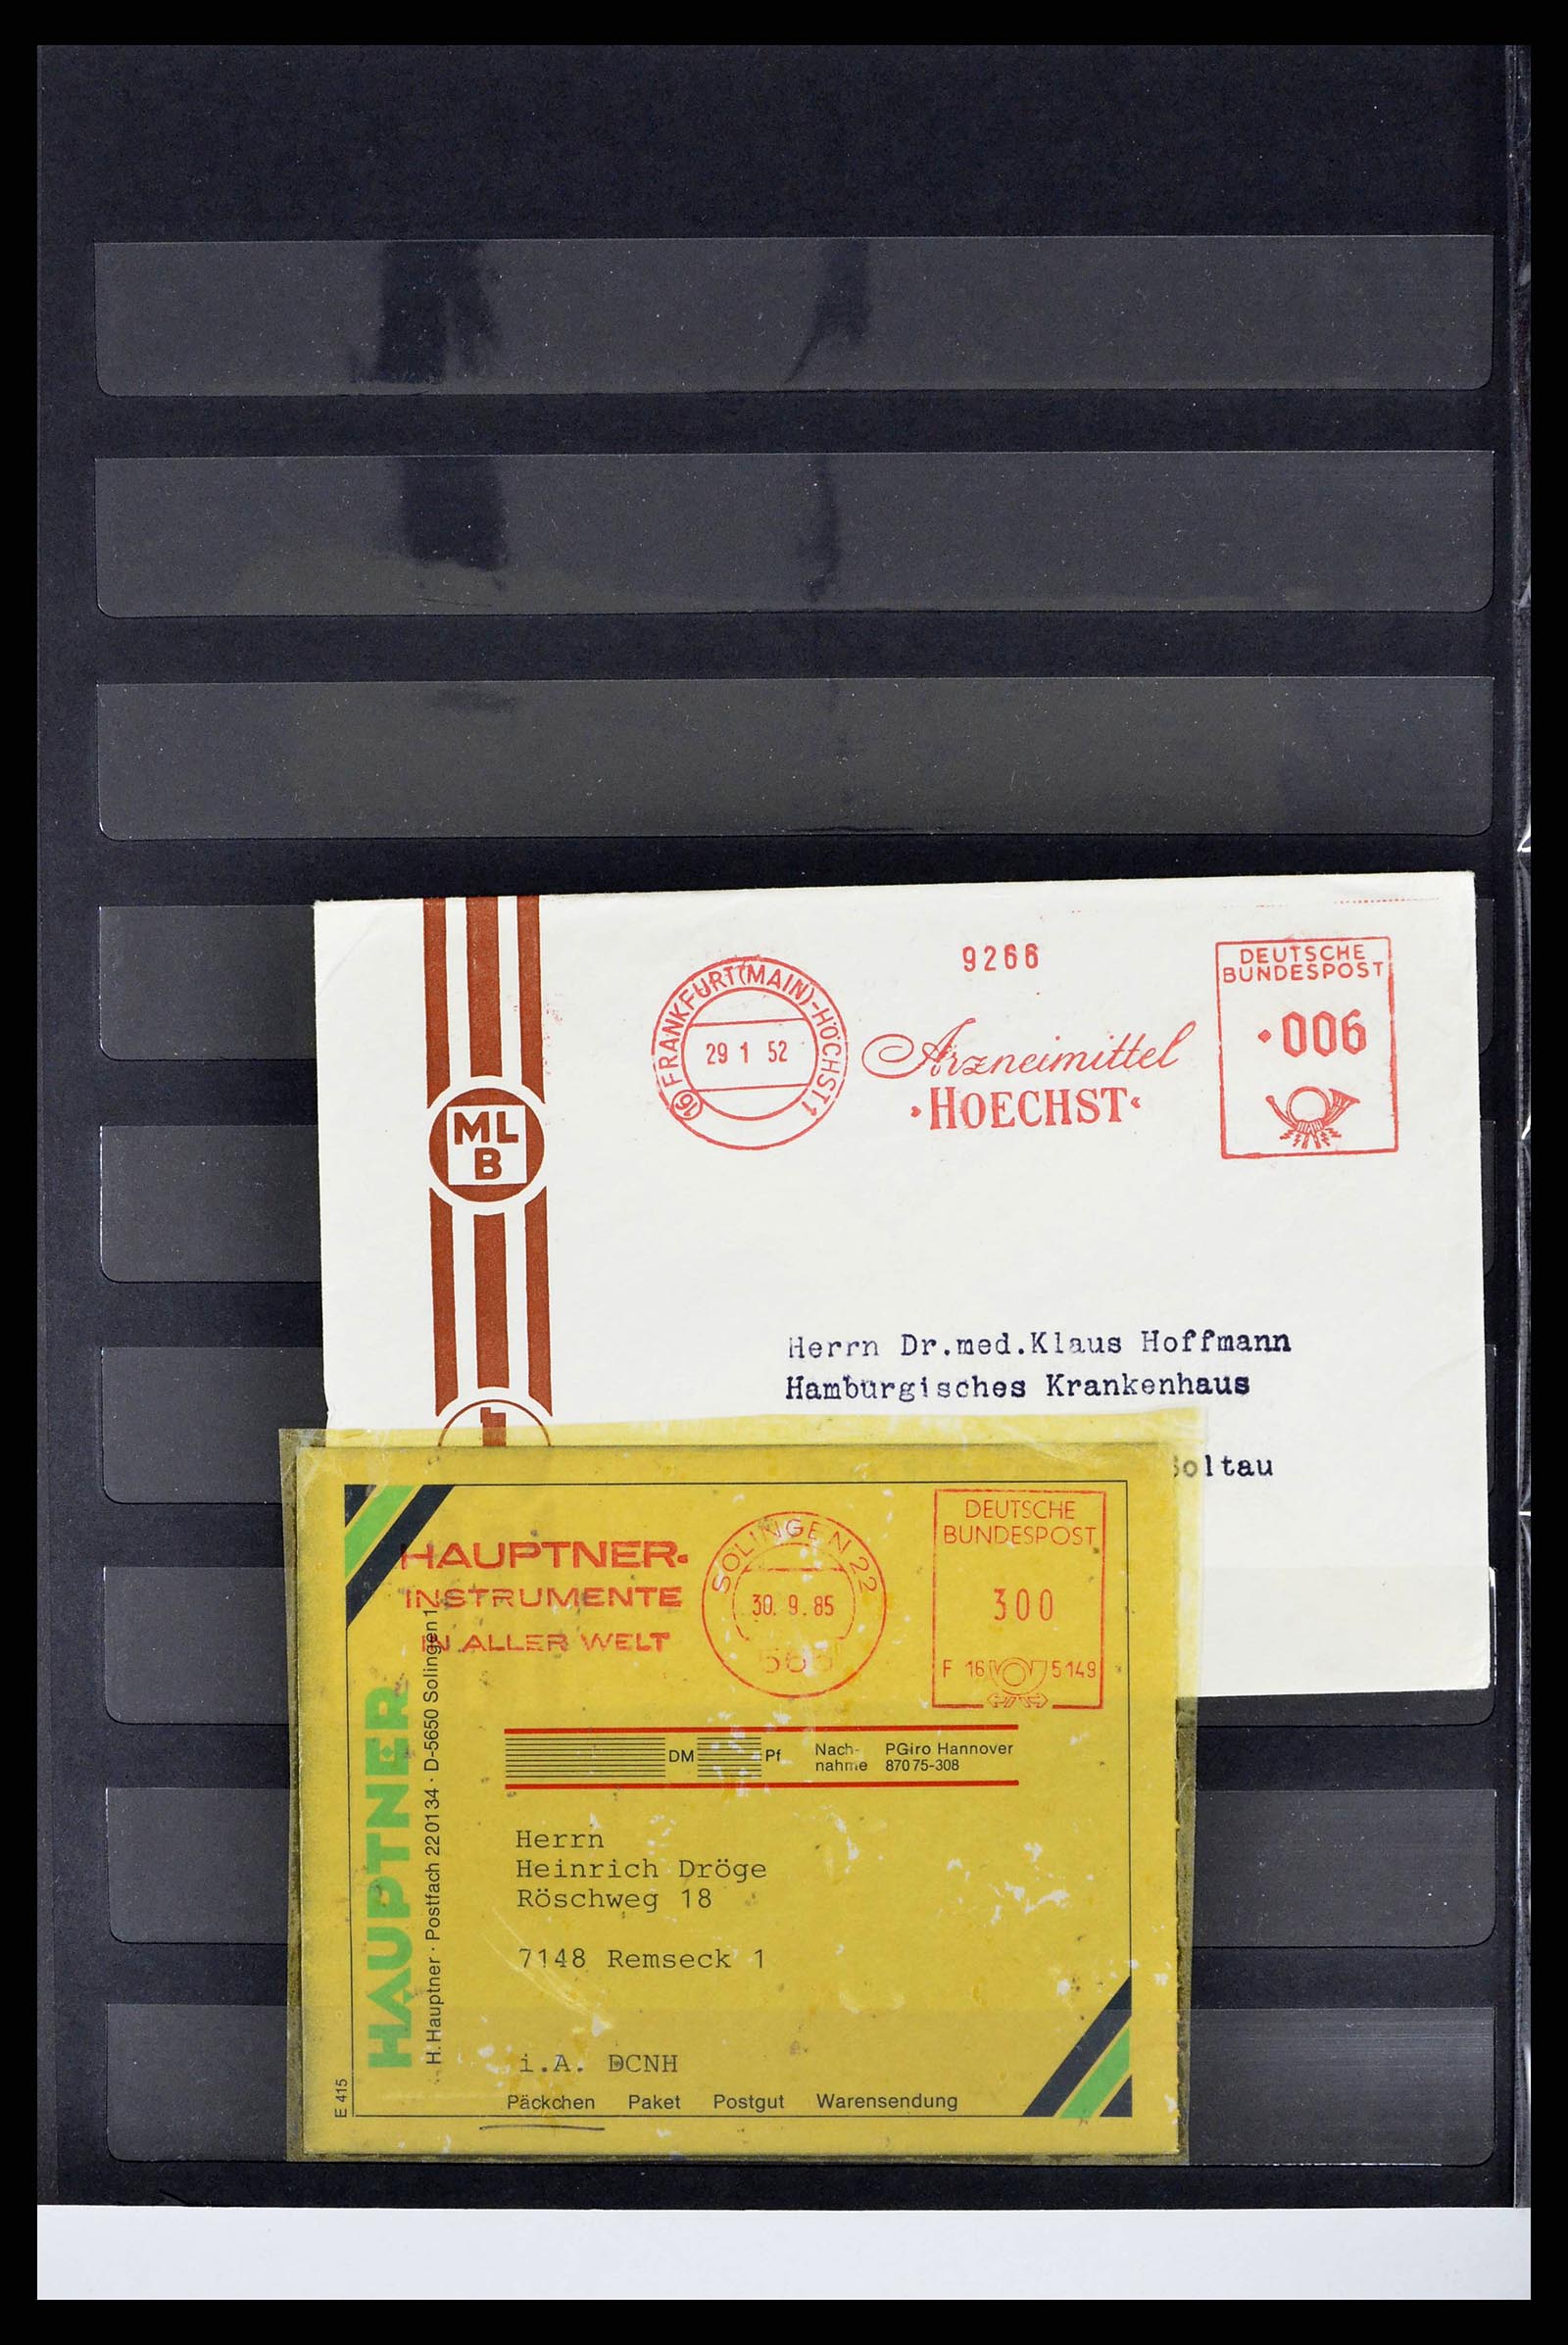 9266
DEUTSCHE
BUNDESPOST
006
16 FRANKFURT(MAIN)-HÖCHST 1
29 1 52
Arzneimittel
HOECHST
ML
B
Herrn Dr.med.Klaus Hoffmann
Hamburgisches Krankenhaus
Soltau
HAUPTNER-
INSTRUMENTE
IN ALLER WELT
SOLINGEN 22
30. 9. 85
DEUTSCHE
BUNDESPOST
300
F 16 5149
HAUPTNER
H. Hauptner · Postfach 220134 · D-5650 Solingen 1
DM Pf Nach- PGiro Hannover
nahme 87075-308
Herrn
Heinrich Dröge
Röschweg 18
7148 Remseck 1
i.A. DCNH
E 415
Päckchen Paket Postgut Warensendung